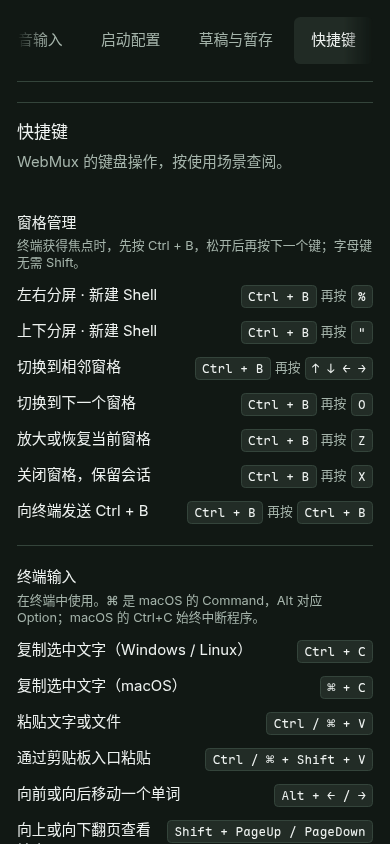 音输入 启动配置 草稿与暂存 快捷键
快捷键
WebMux 的键盘操作，按使用场景查阅。
窗格管理
终端获得焦点时，先按 Ctrl + B，松开后再按下一个键；字母键
无需 Shift。
左右分屏 · 新建 Shell Ctrl + B 再按 %
上下分屏 · 新建 Shell Ctrl + B 再按 "
切换到相邻窗格 Ctrl + B 再按 ↑ ↓ ← →
切换到下一个窗格 Ctrl + B 再按 O
放大或恢复当前窗格 Ctrl + B 再按 Z
关闭窗格，保留会话 Ctrl + B 再按 X
向终端发送 Ctrl + B Ctrl + B 再按 Ctrl + B
终端输入
在终端中使用。⌘ 是 macOS 的 Command，Alt 对应
Option；macOS 的 Ctrl+C 始终中断程序。
复制选中文字（Windows / Linux） Ctrl + C
复制选中文字（macOS） ⌘ + C
粘贴文字或文件 Ctrl / ⌘ + V
通过剪贴板入口粘贴 Ctrl / ⌘ + Shift + V
向前或向后移动一个单词 Alt + ← / →
向上或向下翻页查看 Shift + PageUp / PageDown